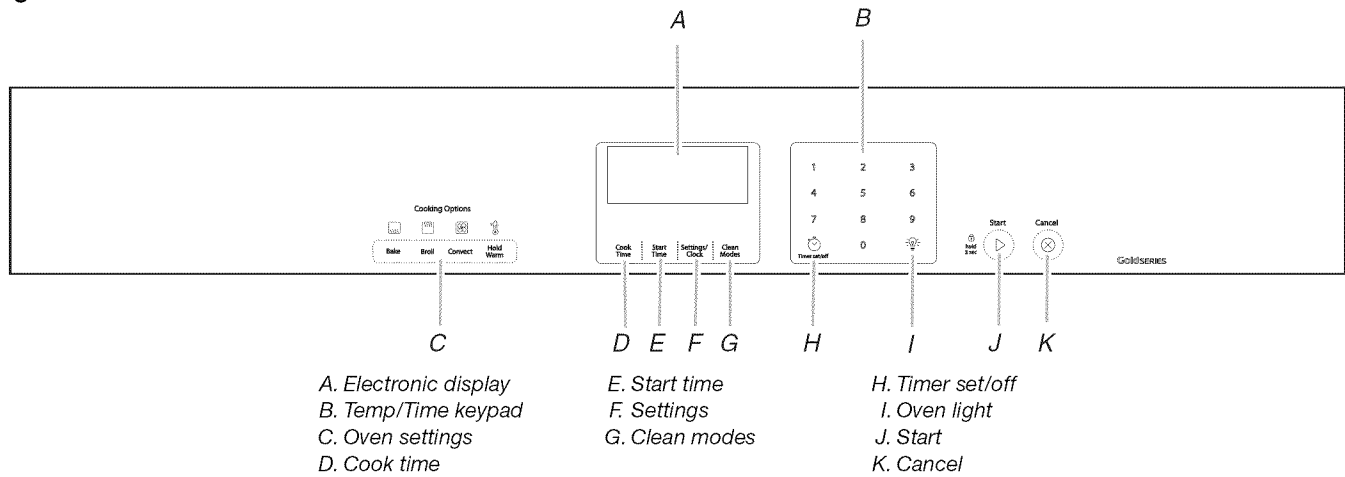 A
B
1 2 3
4 5 6
7 8 9
0
Timer set/off
Cooking Options
Bake
Broil
Convect
Hold
Warm
Cook
Time
Start
Time
Settings/
Clock
Clean
Modes
Start
hold
3 sec
Cancel
GoldSERIES
C
D
E
F
G
H
I
J
K
A. Electronic display
B. Temp/Time keypad
C. Oven settings
D. Cook time
E. Start time
F. Settings
G. Clean modes
H. Timer set/off
I. Oven light
J. Start
K. Cancel